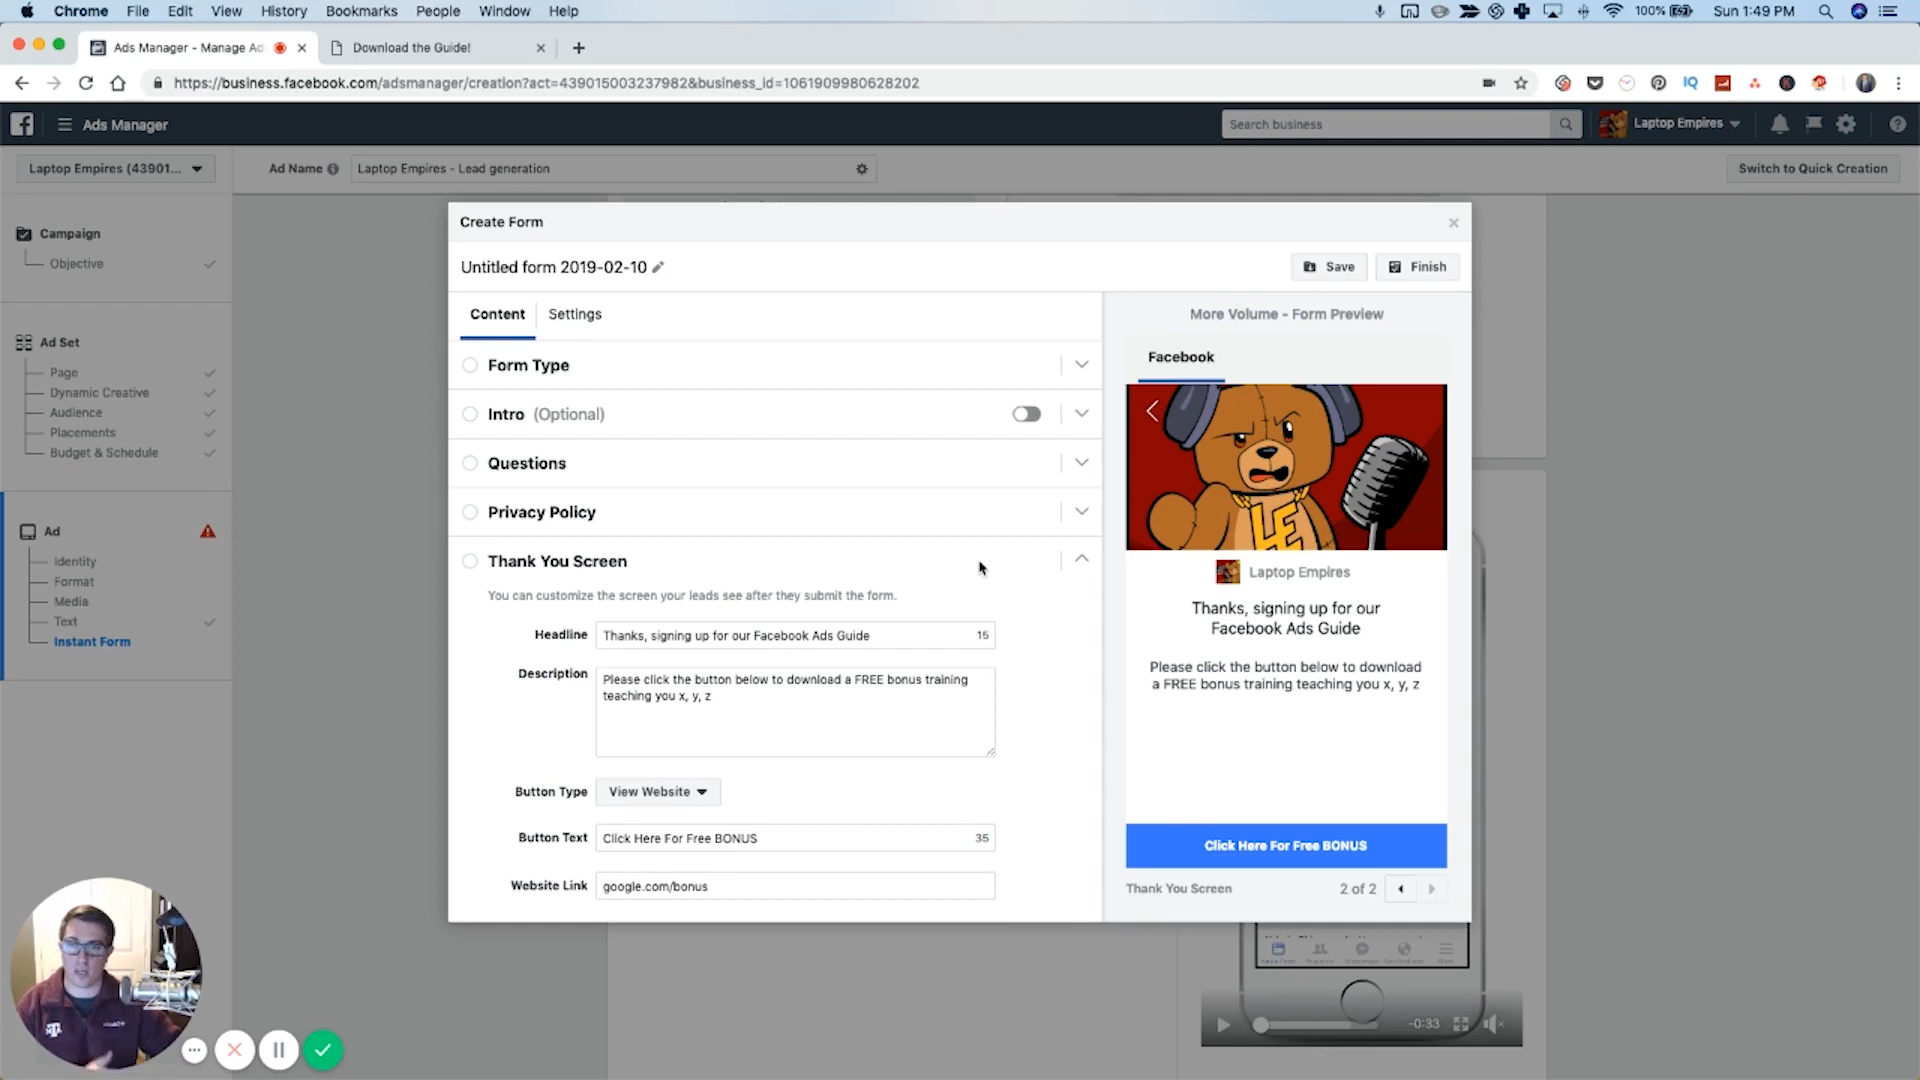 Chrome File Edit View History Bookmarks People Window Help
100% Sun 1:49 PM
Ads Manager - Manage Ad
Download the Guide!
https://business.facebook.com/adsmanager/creation?act=439015003237982&business_id=1061909980628202
Ads Manager
Search business
Laptop Empires
Laptop Empires (43901...
Ad Name
Laptop Empires - Lead generation
Switch to Quick Creation
Campaign
Objective
Ad Set
Page
Dynamic Creative
Audience
Placements
Budget & Schedule
Ad
Identity
Format
Media
Text
Instant Form
Create Form
Untitled form 2019-02-10
Save
Finish
Content
Settings
Form Type
Intro (Optional)
Questions
Privacy Policy
Thank You Screen
You can customize the screen your leads see after they submit the form.
Headline
Thanks, signing up for our Facebook Ads Guide
15
Description
Please click the button below to download a FREE bonus training
teaching you x, y, z
Button Type
View Website
Button Text
Click Here For Free BONUS
35
Website Link
google.com/bonus
More Volume - Form Preview
Facebook
LE
Laptop Empires
Thanks, signing up for our
Facebook Ads Guide
Please click the button below to download
a FREE bonus training teaching you x, y, z
Click Here For Free BONUS
Thank You Screen
2 of 2
-0:33